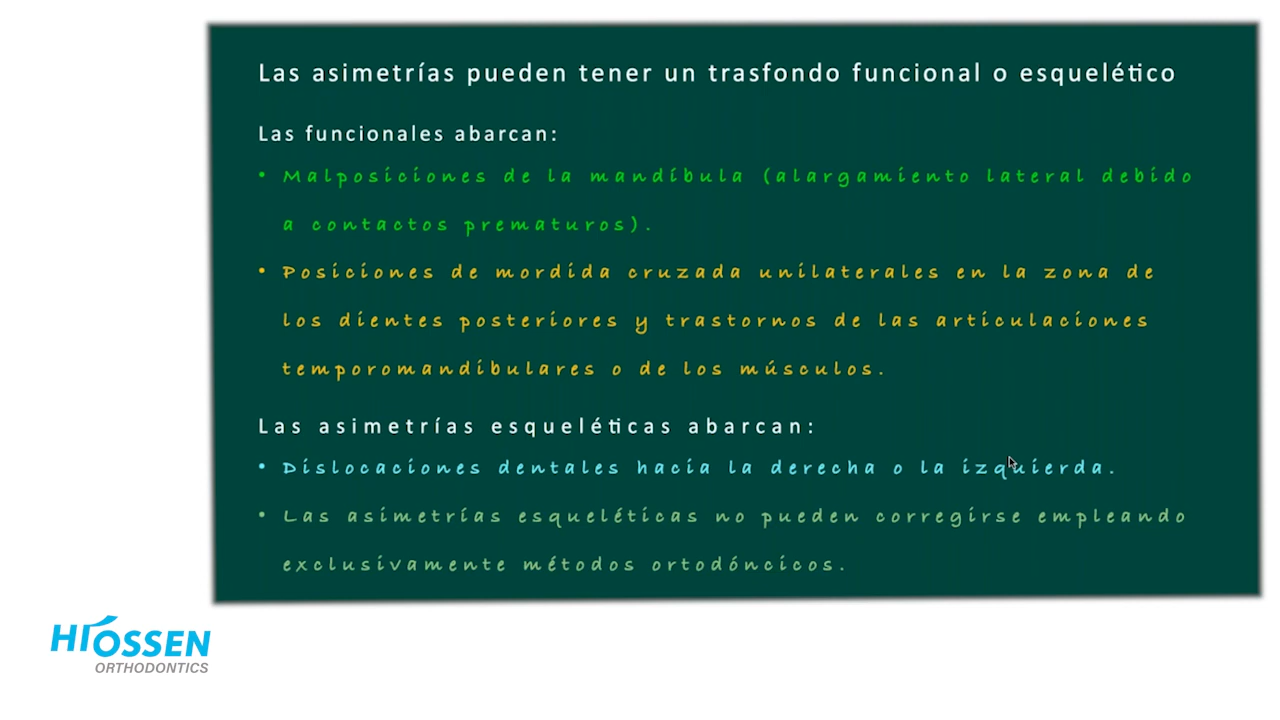 Las asimetrías pueden tener un trasfondo funcional o esquelético
Las funcionales abarcan:
• Malposiciones de la mandíbula (alargamiento lateral debido
a contactos prematuros).
• Posiciones de mordida cruzada unilaterales en la zona de
los dientes posteriores y trastornos de las articulaciones
temporomandibulares o de los músculos.
Las asimetrías esqueléticas abarcan:
• Dislocaciones dentales hacia la derecha o la izquierda.
• Las asimetrías esqueléticas no pueden corregirse empleando
exclusivamente métodos ortodóncicos.
HIOSSEN
ORTHODONTICS